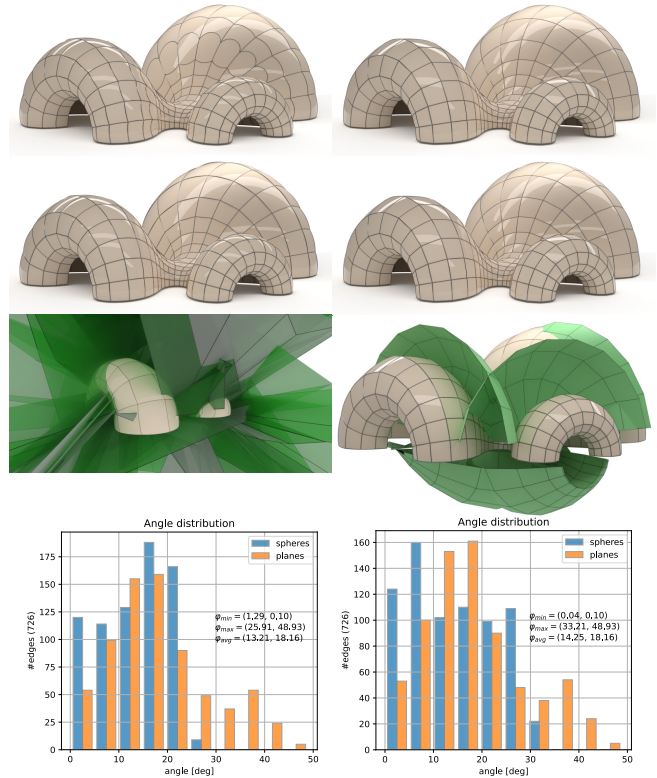 Angle distribution
spheres
planes
φmin = (1,29, 0,10)
φmax = (25,91, 48,93)
φavg = (13,21, 18,16)
#edges (726)
175
150
125
100
75
50
25
0
0 10 20 30 40 50
angle [deg]
Angle distribution
spheres
planes
φmin = (0,04, 0,10)
φmax = (33,21, 48,93)
φavg = (14,25, 18,16)
#edges (726)
160
140
120
100
80
60
40
20
0
0 10 20 30 40 50
angle [deg]